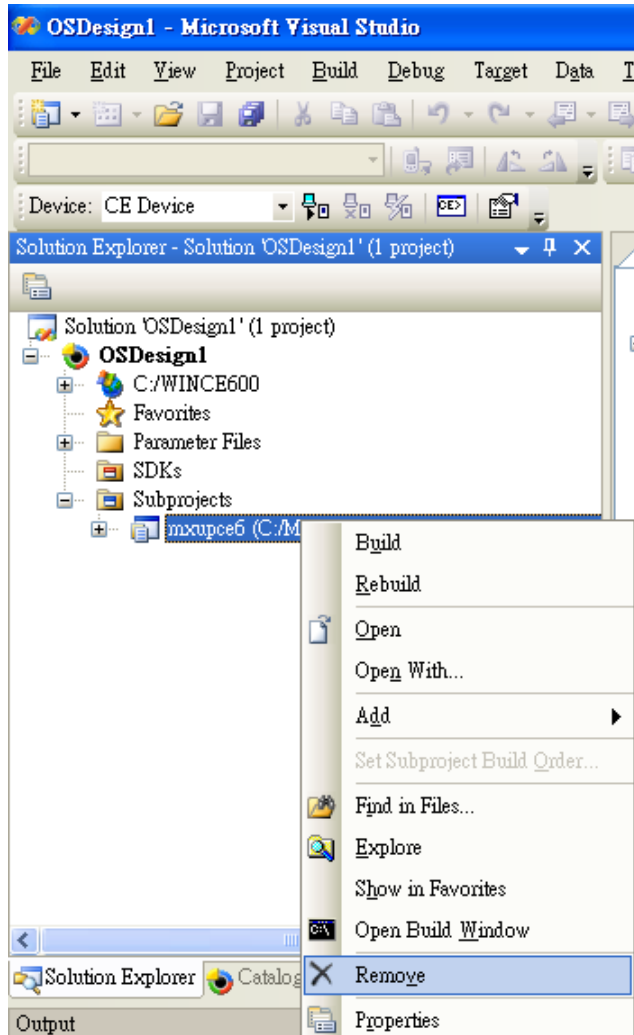 OSDesign1 - Microsoft Visual Studio
File Edit View Project Build Debug Target Data T
Device: CE Device
Solution Explorer - Solution 'OSDesign1' (1 project)
Solution 'OSDesign1' (1 project)
OSDesign1
C:/WINCE600
Favorites
Parameter Files
SDKs
Subprojects
mxupce6 (C:/M
Build
Rebuild
Open
Open With...
Add
Set Subproject Build Order...
Find in Files...
Explore
Show in Favorites
Open Build Window
Remove
Properties
Solution Explorer Catalog
Output